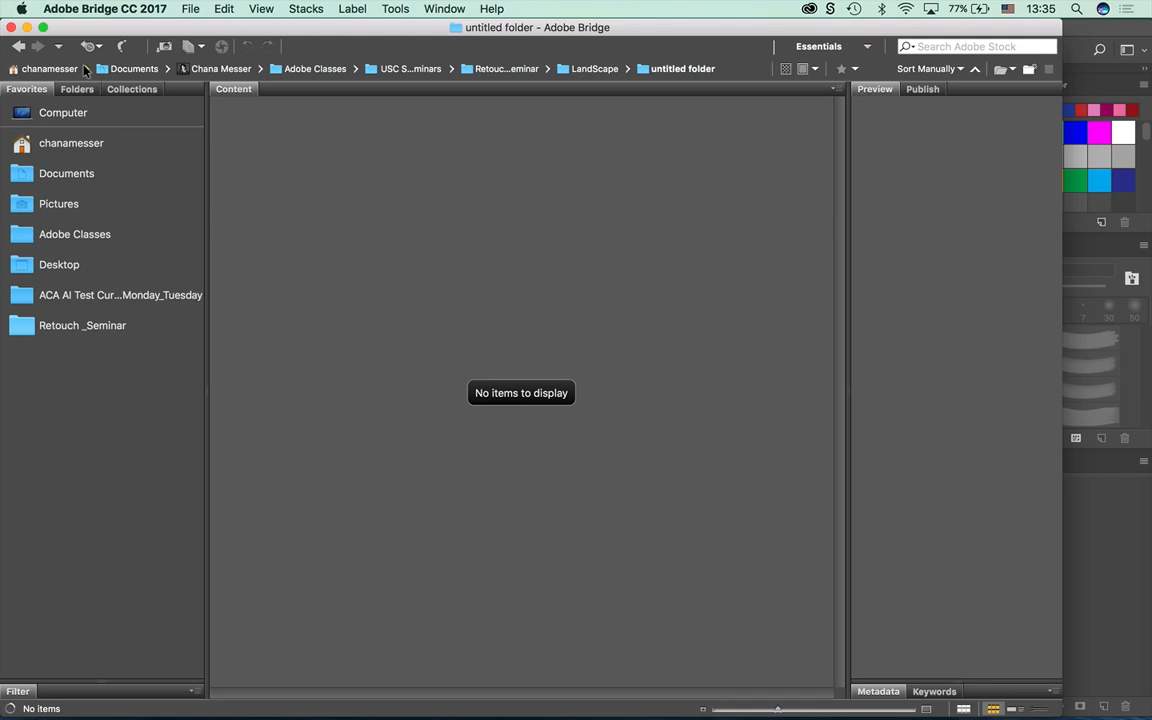 Adobe Bridge CC 2017 File Edit View Stacks Label Tools Window Help 77% 13:35
untitled folder - Adobe Bridge
Essentials Search Adobe Stock
chanamesser Documents Chana Messer Adobe Classes USC S...minars Retouc...eminar LandScape untitled folder Sort Manually
Favorites Folders Collections Content Preview Publish
Computer
chanamesser
Documents
Pictures
Adobe Classes
Desktop
ACA AI Test Cur...Monday_Tuesday
Retouch _Seminar
7 30 60
No items to display
Filter Metadata Keywords
No items